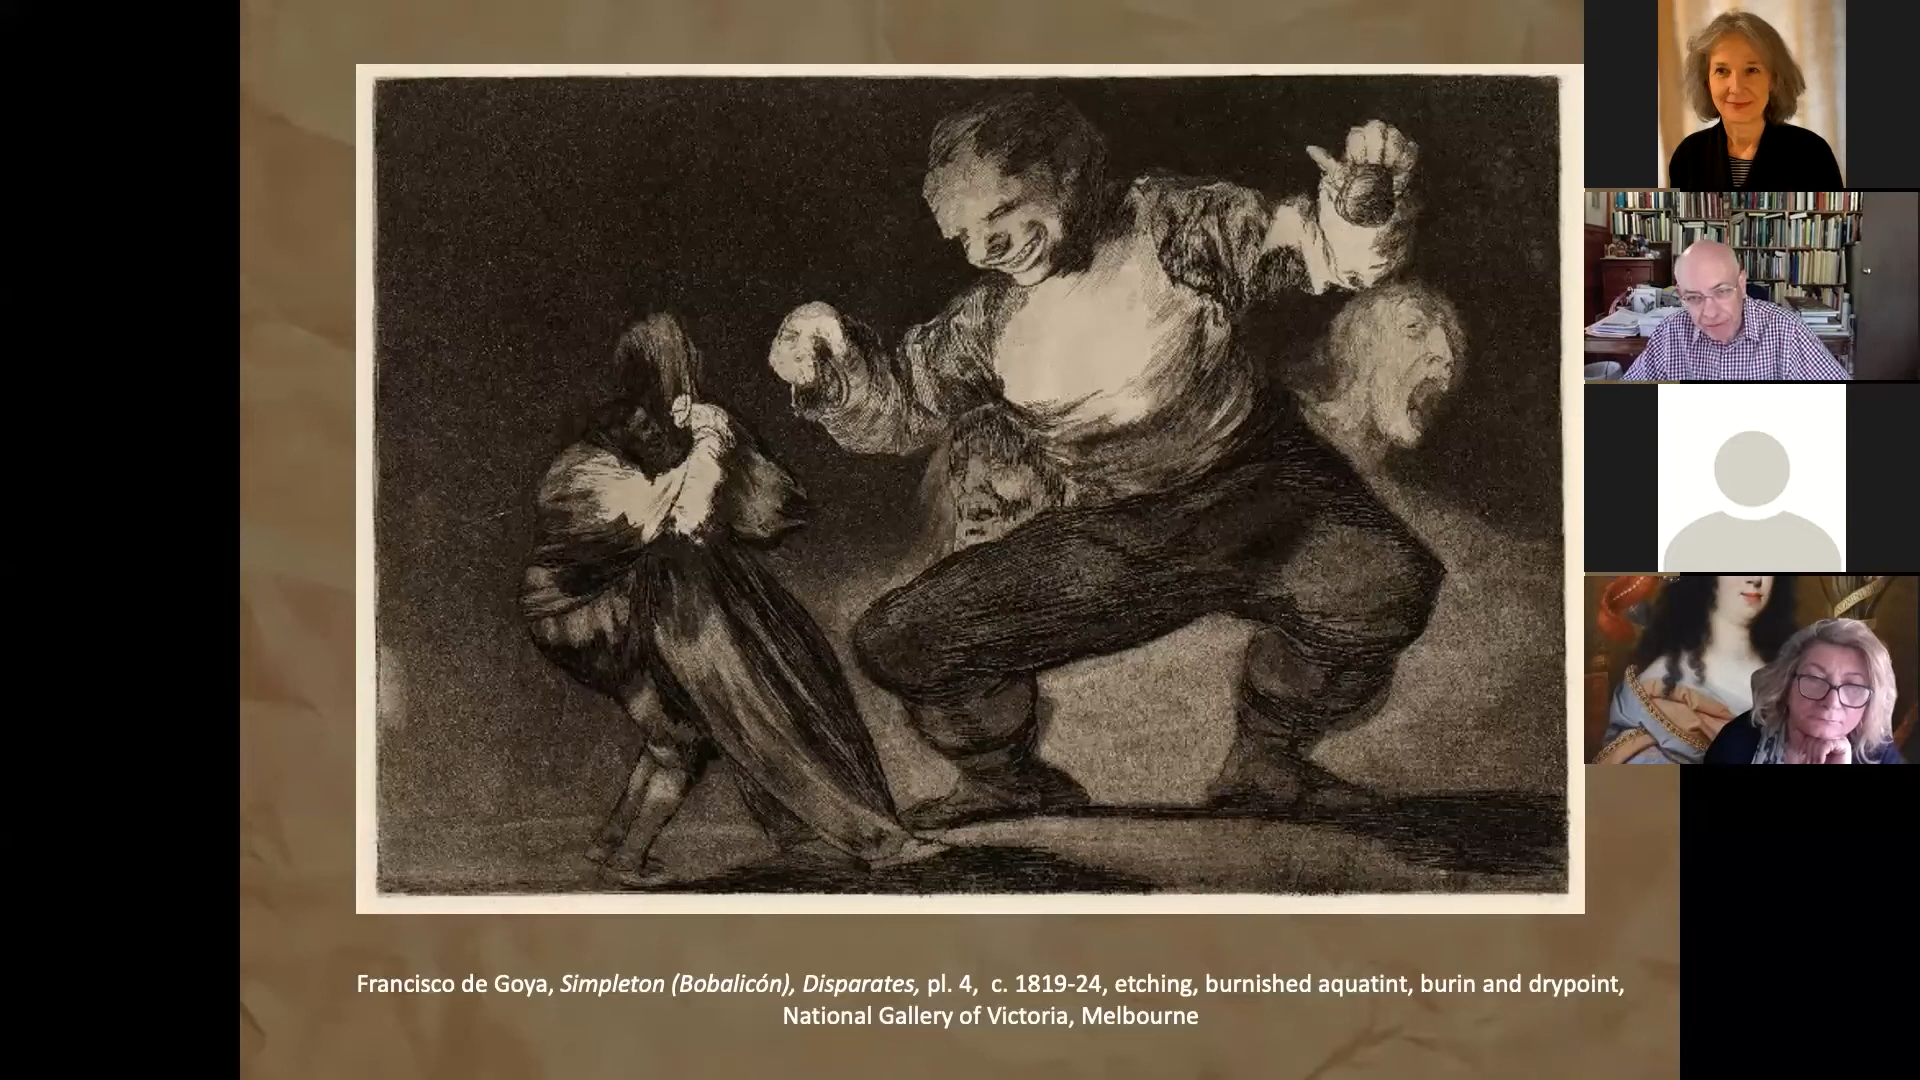 Francisco de Goya, Simpleton (Bobalicón), Disparates, pl. 4,  c. 1819-24, etching, burnished aquatint, burin and drypoint,
National Gallery of Victoria, Melbourne